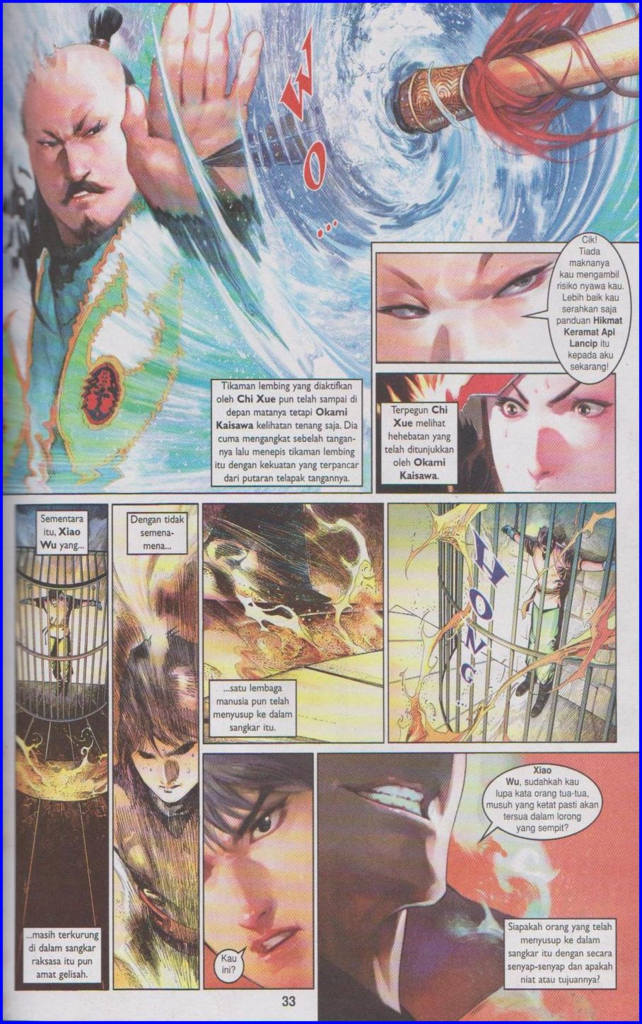 WO...
Cik!
Tiada
maknanya
kau mengambil
risiko nyawa kau.
Lebih baik kau
serahkan saja
panduan Hikmat
Keramat Api
Lancip itu
kepada aku
sekarang!
Tikaman lembing yang diaktifkan
oleh Chi Xue pun telah sampai di
depan matanya tetapi Okami
Kaisawa kelihatan tenang saja. Dia
cuma mengangkat sebelah tangan-
nya lalu menepis tikaman lembing
itu dengan kekuatan yang terpancar
dari putaran telapak tangannya.
Terpegun Chi
Xue melihat
hehebatan yang
telah ditunjukkan
oleh Okami
Kaisawa.
Sementara
itu, Xiao
Wu yang...
...masih terkurung
di dalam sangkar
raksasa itu pun
amat gelisah.
Dengan tidak
semena-
mena...
...satu lembaga
manusia pun telah
menyusup ke dalam
sangkar itu.
WONG
Kau
ini?
Xiao
Wu, sudahkah kau
lupa kata orang tua-tua,
musuh yang ketat pasti akan
tersua dalam lorong
yang sempit?
Siapakah orang yang telah
menyusup ke dalam
sangkar itu dengan secara
senyap-senyap dan apakah
niat atau tujuannya?
33